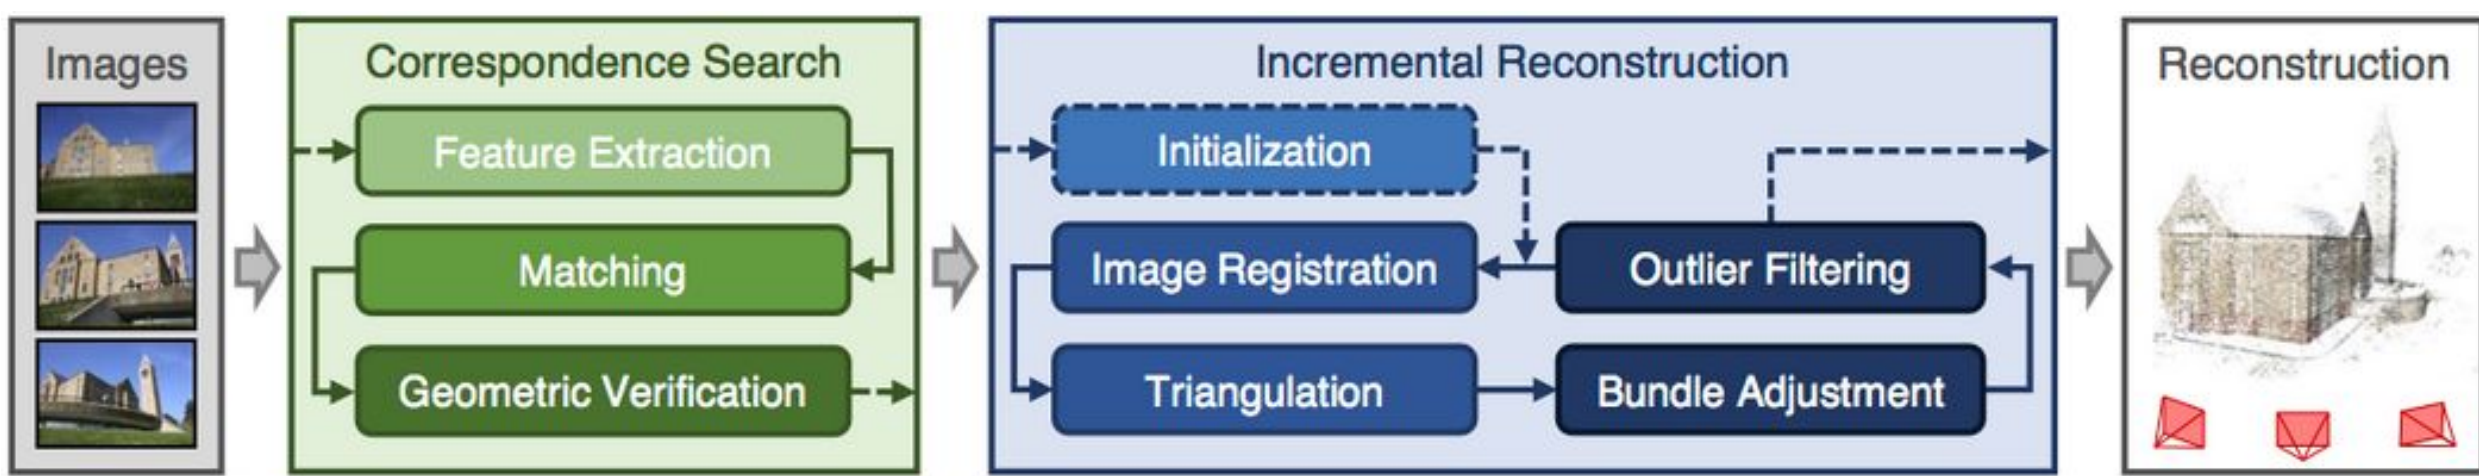 Images
Correspondence Search
Feature Extraction
Matching
Geometric Verification
Incremental Reconstruction
Initialization
Image Registration
Outlier Filtering
Triangulation
Bundle Adjustment
Reconstruction